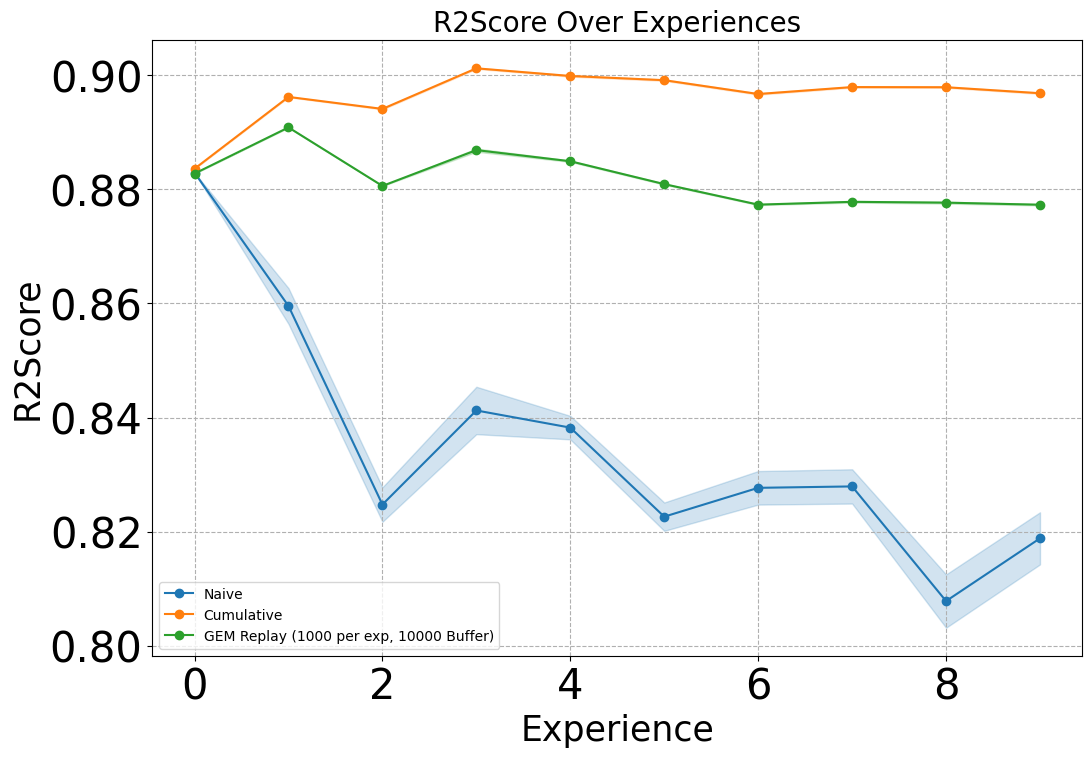 R2Score Over Experiences
R2Score
0.90
0.88
0.86
0.84
0.82
0.80
Naive
Cumulative
GEM Replay (1000 per exp, 10000 Buffer)
0 2 4 6 8
Experience